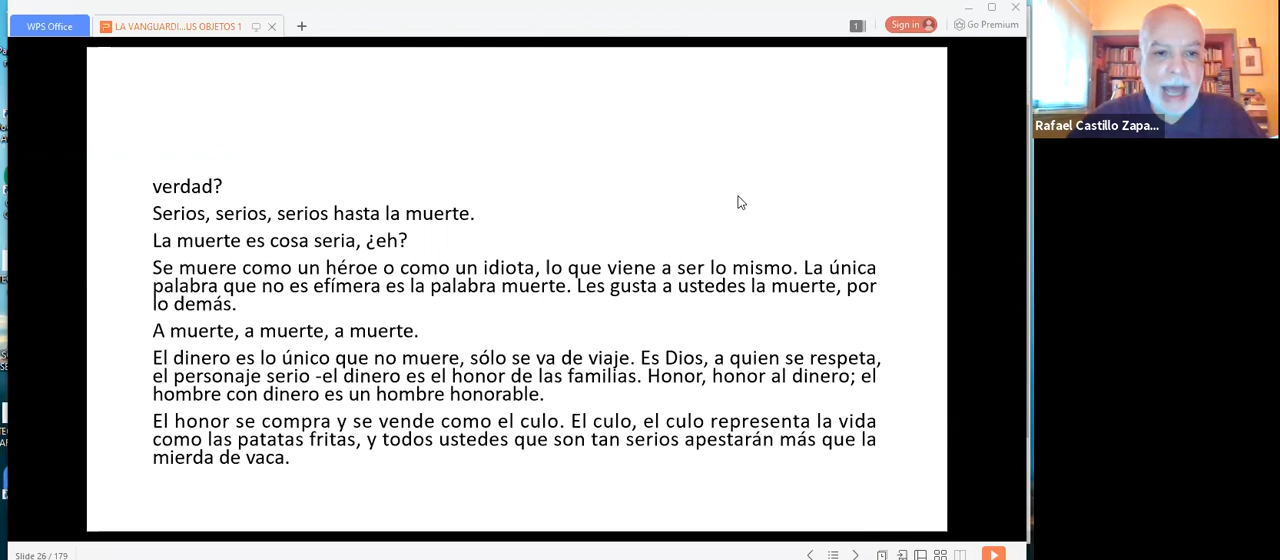 WPS Office
LA VANGUARDI...US OBJETOS 1
1
Sign in
Go Premium
Rafael Castillo Zapa...
verdad?
Serios, serios, serios hasta la muerte.
La muerte es cosa seria, ¿eh?
Se muere como un héroe o como un idiota, lo que viene a ser lo mismo. La única
palabra que no es efímera es la palabra muerte. Les gusta a ustedes la muerte, por
lo demás.
A muerte, a muerte, a muerte.
El dinero es lo único que no muere, sólo se va de viaje. Es Dios, a quien se respeta,
el personaje serio -el dinero es el honor de las familias. Honor, honor al dinero; el
hombre con dinero es un hombre honorable.
El honor se compra y se vende como el culo. El culo, el culo representa la vida
como las patatas fritas, y todos ustedes que son tan serios apestarán más que la
mierda de vaca.
Slide 26 / 179